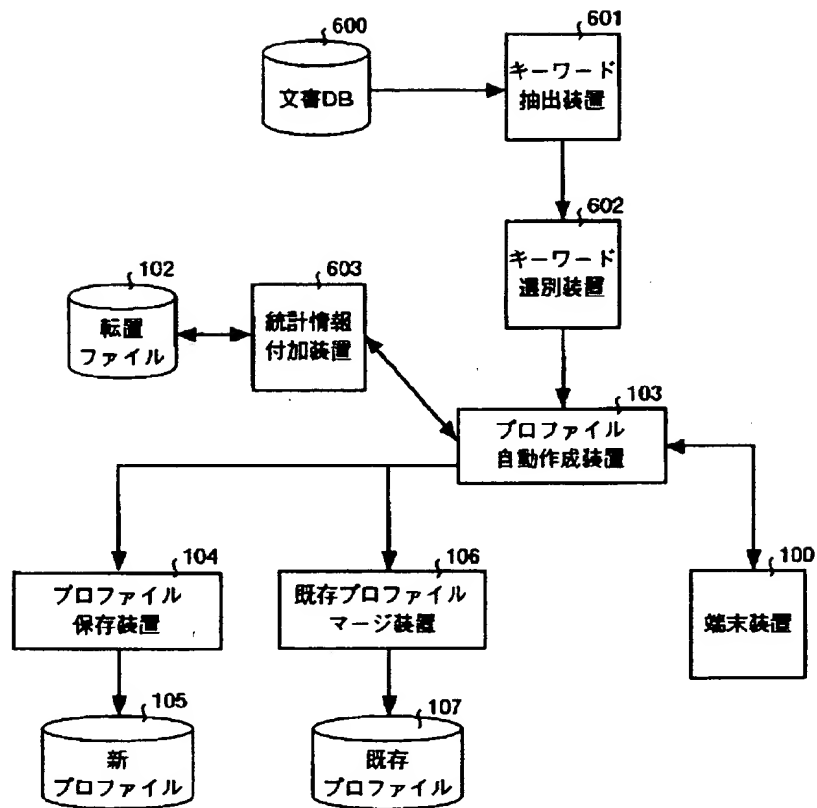 600
文書DB
601
キーワード
抽出装置
602
キーワード
選別装置
102
転置
ファイル
603
統計情報
付加装置
103
プロファイル
自動作成装置
104
プロファイル
保存装置
106
既存プロファイル
マージ装置
100
端末装置
105
新
プロファイル
107
既存
プロファイル